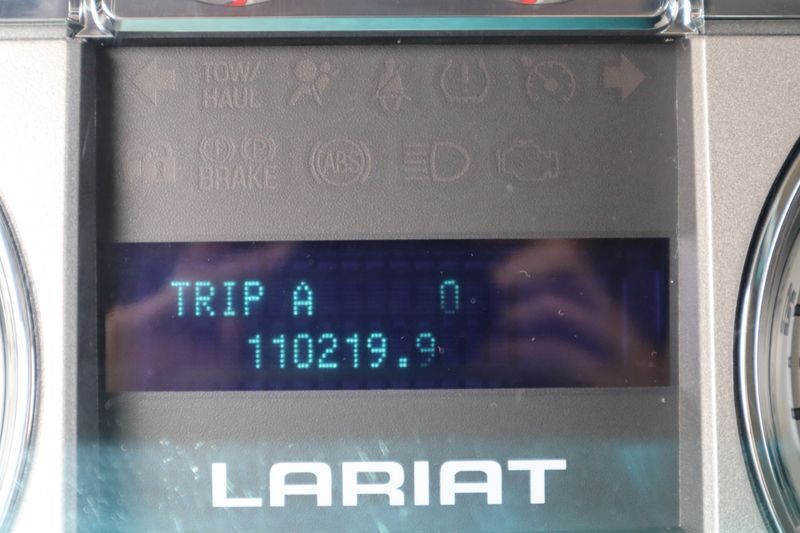 TOW/
HAUL
BRAKE
ABS
TRIP A 0
110219.9
LARIAT